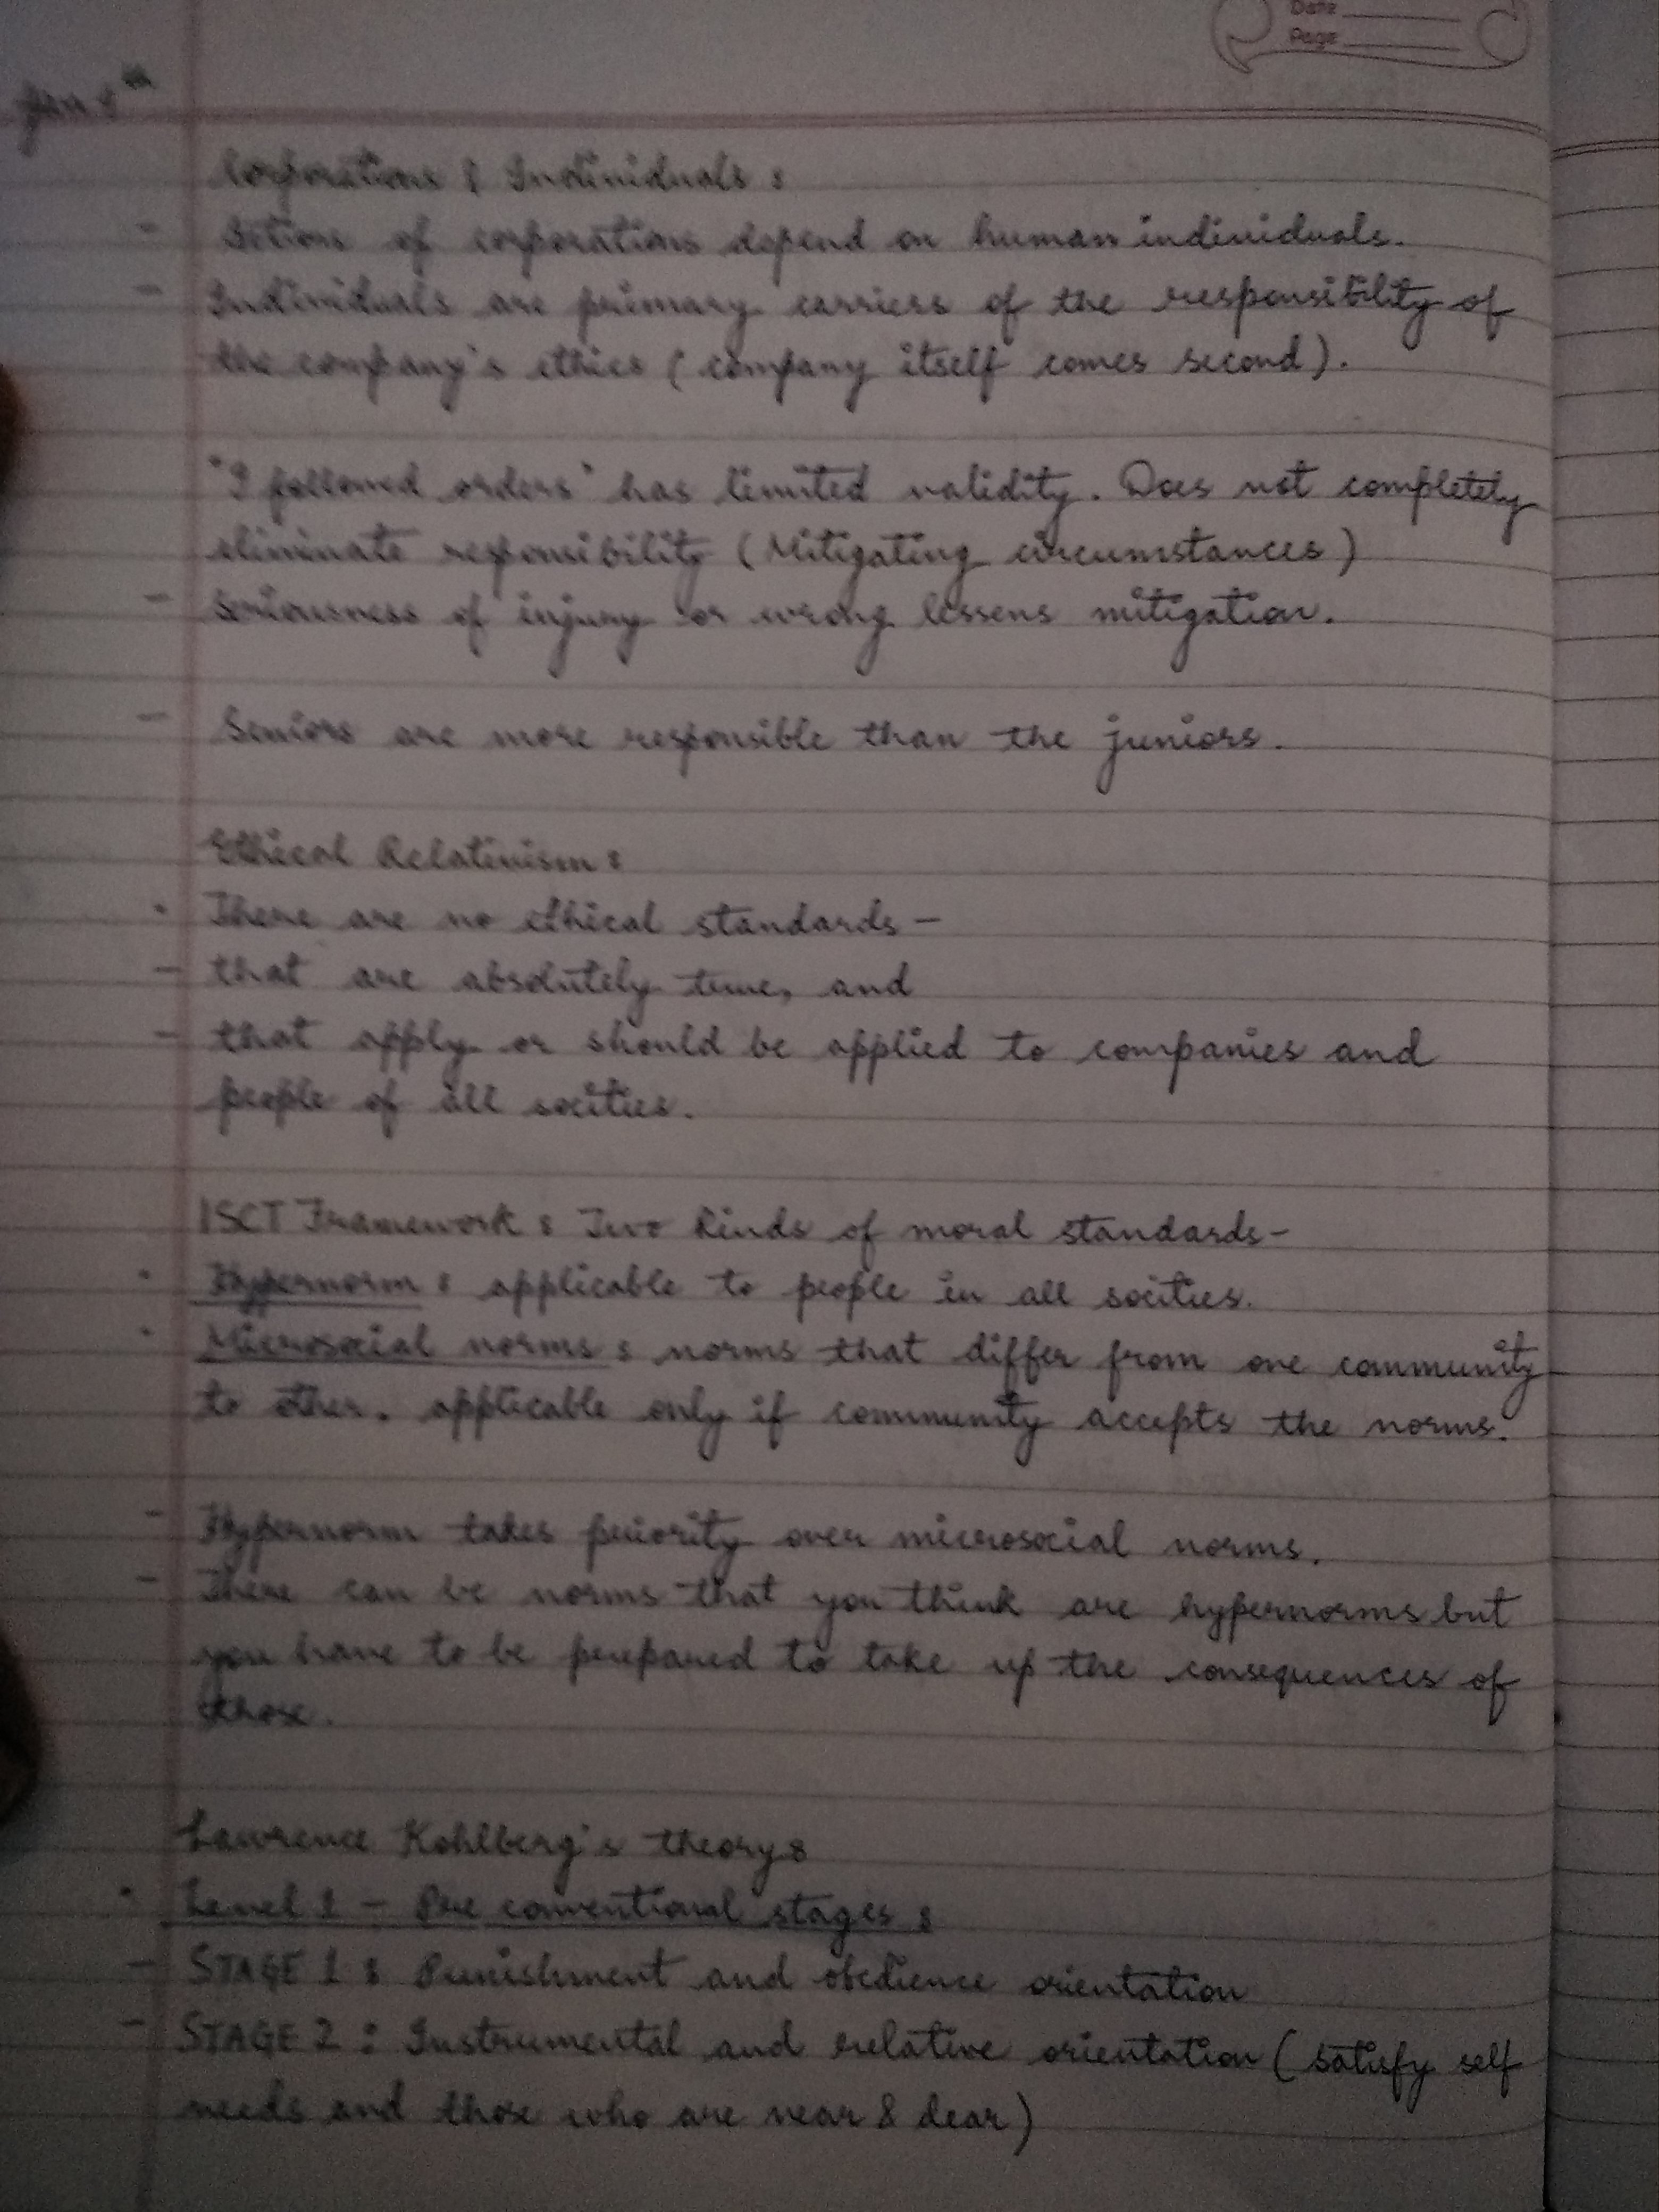 Date
Page
Corporations & Individuals :
- Actions of corporations depend on human individuals.
- Individuals are primary carriers of the responsibility of
the company's ethics ( company itself comes second ).
"I followed orders" has limited validity. Does not completely
eliminate responsibility ( Mitigating circumstances )
- Seriousness of injury or wrong lessens mitigation.
- Seniors are more responsible than the juniors.
Ethical Relativism :
• There are no ethical standards -
- that are absolutely true, and
- that apply or should be applied to companies and
people of all socities.
ISCT Framework : Two kinds of moral standards -
• Hypernorm : applicable to people in all socities.
• Microsocial norms : norms that differ from one community
to other. applicable only if community accepts the norms.
- Hypernorm takes priority over microsocial norms.
- There can be norms that you think are hypernorms but
you have to be prepared to take up the consequences of
those.
Lawrence Kohlberg's theory :
• Level 1 - Pre conventional stages :
- STAGE 1 : Punishment and obedience orientation
- STAGE 2 : Instrumental and relative orientation ( satisfy self
needs and those who are near & dear )